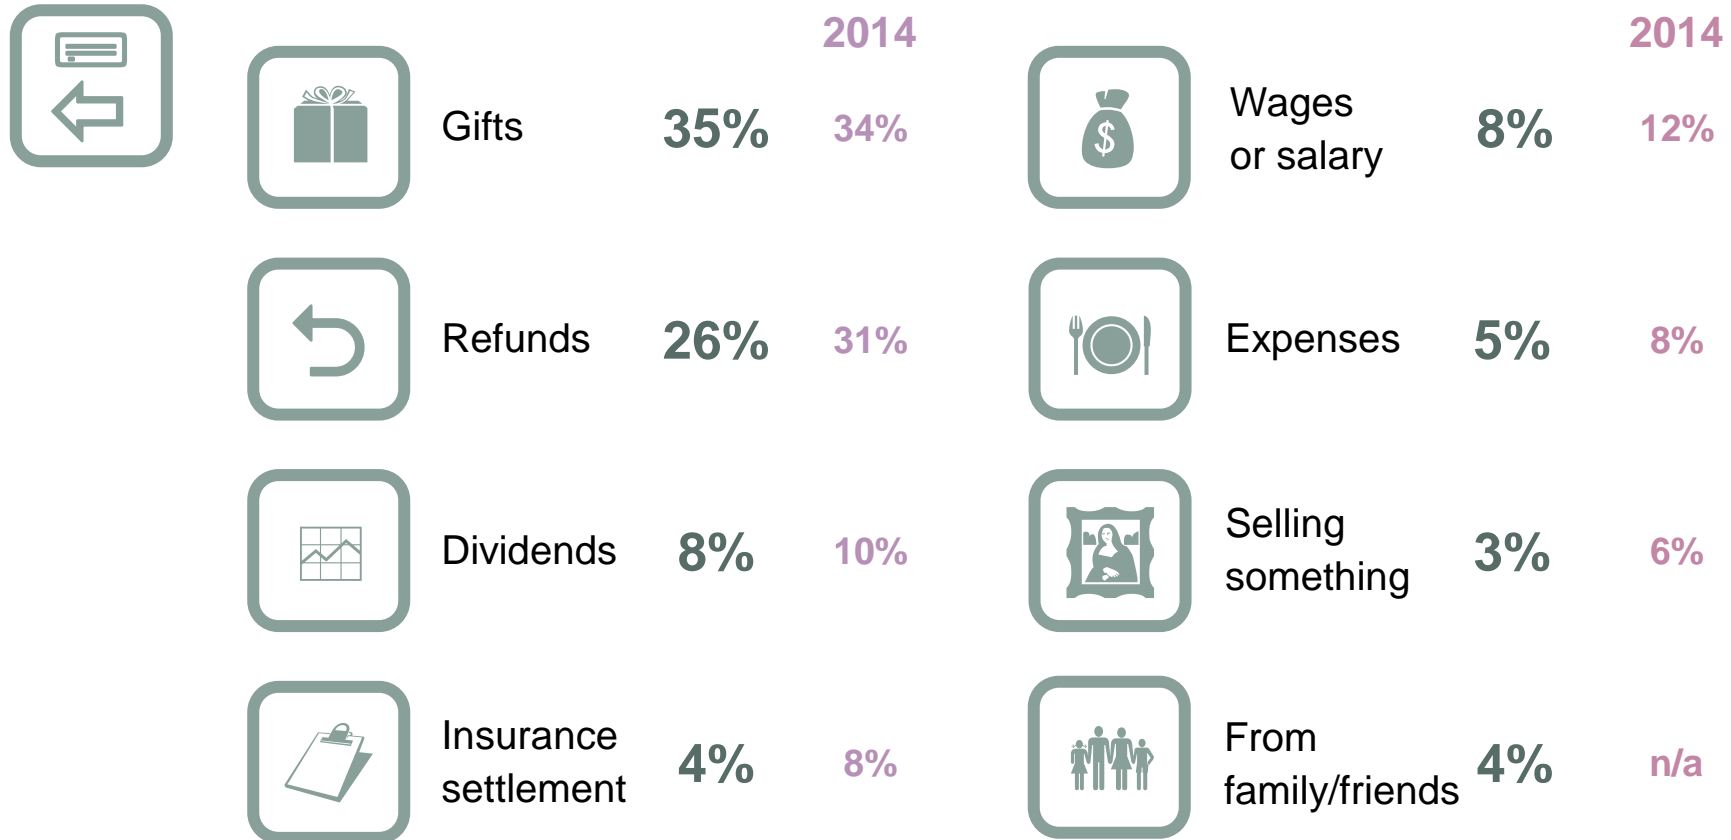 2014
Gifts 35% 34%
Refunds 26% 31%
Dividends 8% 10%
Insurance
settlement 4% 8%
2014
Wages
or salary 8% 12%
$
Expenses 5% 8%
Selling
something 3% 6%
From
family/friends 4% n/a